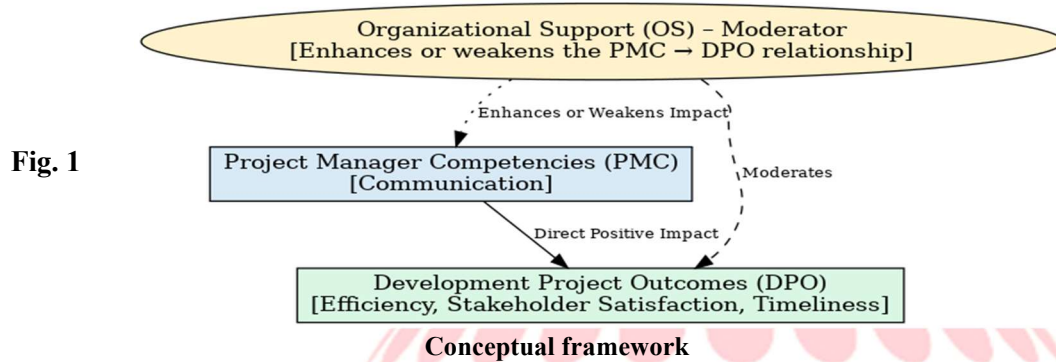 Organizational Support (OS) – Moderator
[Enhances or weakens the PMC → DPO relationship]
Enhances or Weakens Impact
Fig. 1
Project Manager Competencies (PMC)
[Communication]
Moderates
Direct Positive Impact
Development Project Outcomes (DPO)
[Efficiency, Stakeholder Satisfaction, Timeliness]
Conceptual framework